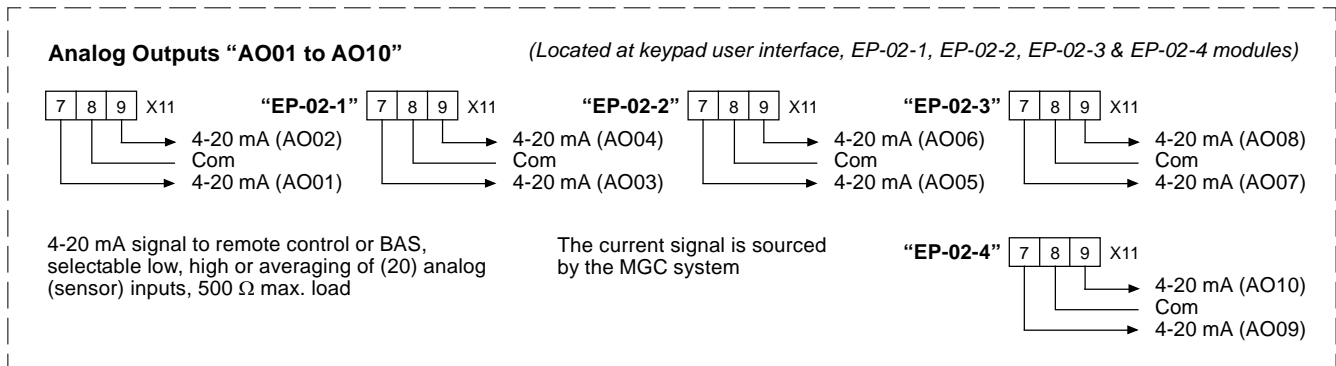 Analog Outputs “AO01 to AO10” (Located at keypad user interface, EP-02-1, EP-02-2, EP-02-3 & EP-02-4 modules)
7 8 9 X11 “EP-02-1” 7 8 9 X11 “EP-02-2” 7 8 9 X11 “EP-02-3” 7 8 9 X11
4-20 mA (AO02) 4-20 mA (AO04) 4-20 mA (AO06) 4-20 mA (AO08)
Com Com Com Com
4-20 mA (AO01) 4-20 mA (AO03) 4-20 mA (AO05) 4-20 mA (AO07)
4-20 mA signal to remote control or BAS,
selectable low, high or averaging of (20) analog
(sensor) inputs, 500 Ω max. load
The current signal is sourced
by the MGC system
“EP-02-4” 7 8 9 X11
4-20 mA (AO10)
Com
4-20 mA (AO09)